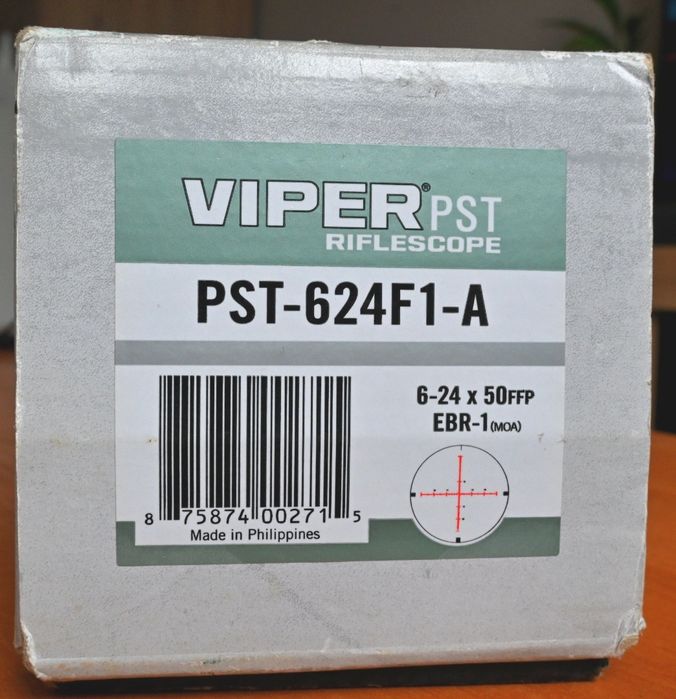 VIPER® PST
RIFLESCOPE
PST-624F1-A
6-24 x 50FFP
EBR-1(MOA)
8 75874 00271 5
Made in Philippines